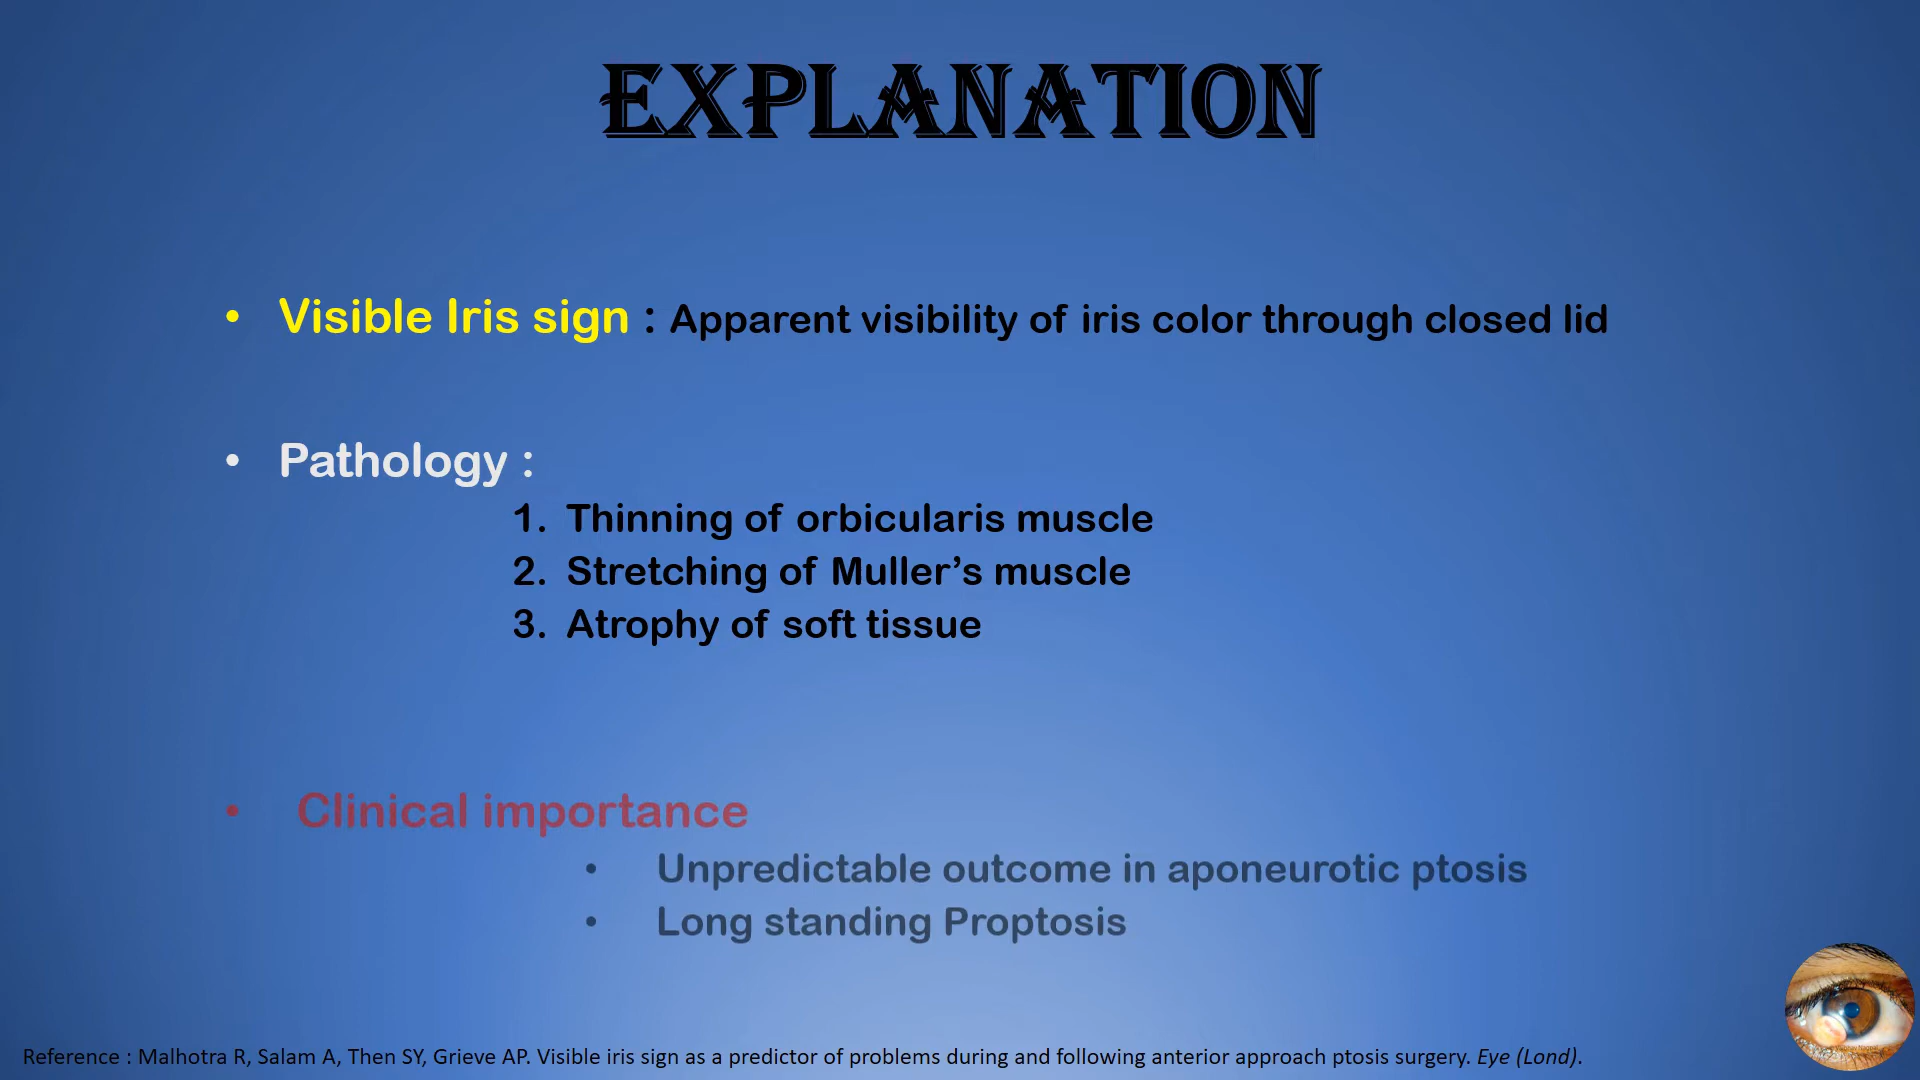 EXPLANATION
• Visible Iris sign : Apparent visibility of iris color through closed lid
• Pathology :
1. Thinning of orbicularis muscle
2. Stretching of Muller’s muscle
3. Atrophy of soft tissue
• Clinical importance
• Unpredictable outcome in aponeurotic ptosis
• Long standing Proptosis
Reference : Malhotra R, Salam A, Then SY, Grieve AP. Visible iris sign as a predictor of problems during and following anterior approach ptosis surgery. Eye (Lond).